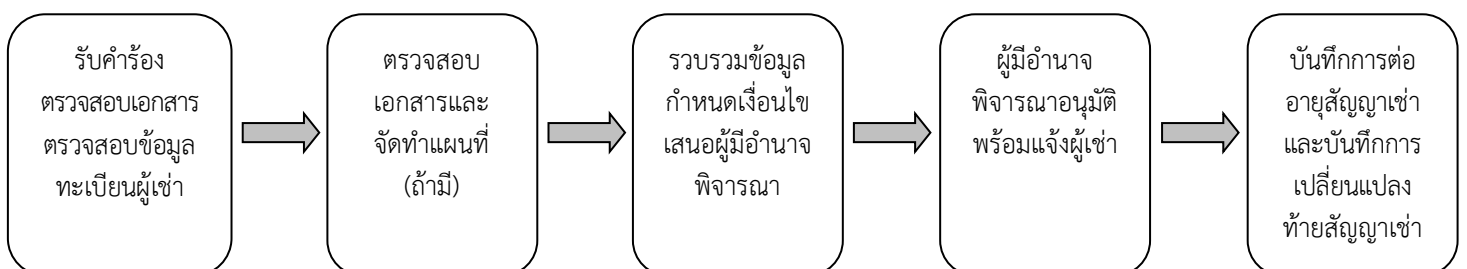 รับคำร้อง
ตรวจสอบเอกสาร
ตรวจสอบข้อมูล
ทะเบียนผู้เช่า
ตรวจสอบ
เอกสารและ
จัดทำแผนที่
(ถ้ามี)
รวบรวมข้อมูล
กำหนดเงื่อนไข
เสนอผู้มีอำนาจ
พิจารณา
ผู้มีอำนาจ
พิจารณาอนุมัติ
พร้อมแจ้งผู้เช่า
บันทึกการต่อ
อายุสัญญาเช่า
และบันทึกการ
เปลี่ยนแปลง
ท้ายสัญญาเช่า